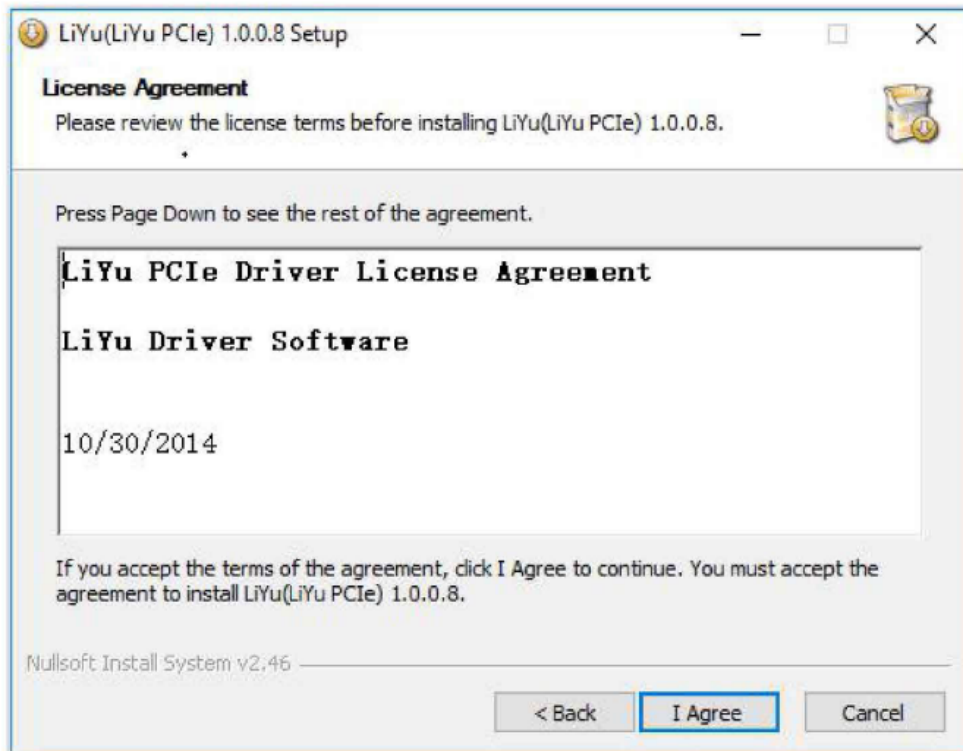 LiYu(LiYu PCIe) 1.0.0.8 Setup
License Agreement
Please review the license terms before installing LiYu(LiYu PCIe) 1.0.0.8.
Press Page Down to see the rest of the agreement.
LiYu PCIe Driver License Agreement
LiYu Driver Software
10/30/2014
If you accept the terms of the agreement, click I Agree to continue. You must accept the
agreement to install LiYu(LiYu PCIe) 1.0.0.8.
Nullsoft Install System v2.46
< Back I Agree Cancel